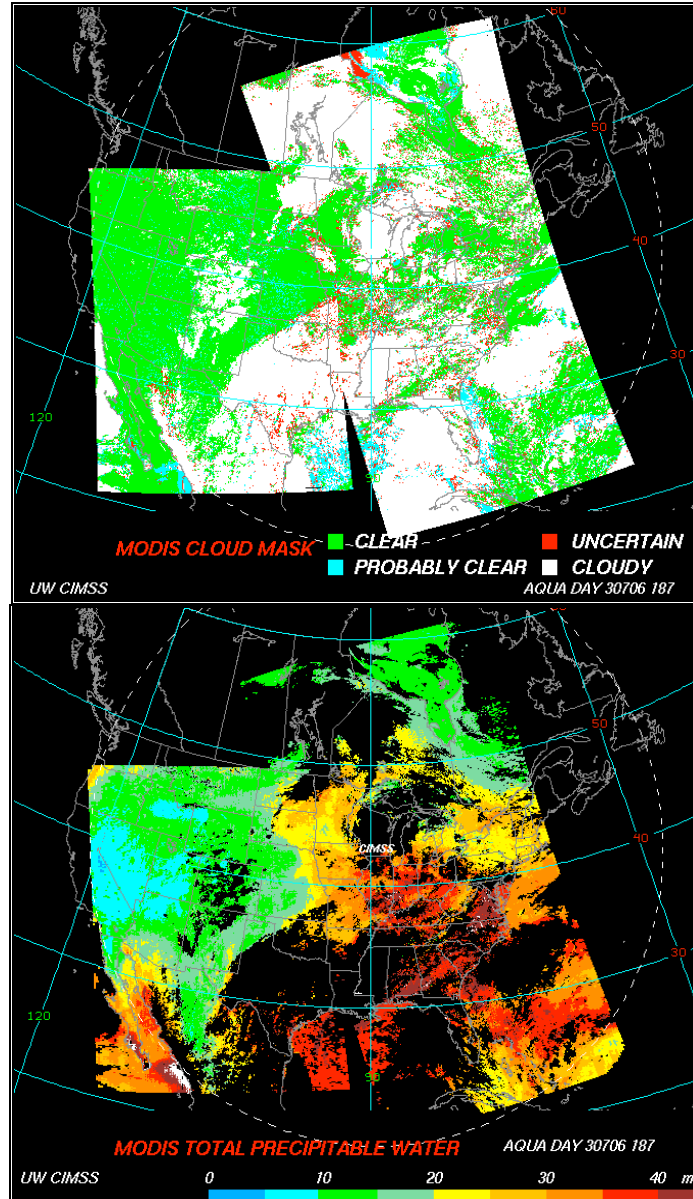 60
50
40
30
120
MODIS CLOUD MASK
CLEAR
UNCERTAIN
PROBABLY CLEAR
CLOUDY
UW CIMSS
AQUA DAY 30706 187
50
40
CIMSS
30
120
MODIS TOTAL PRECIPITABLE WATER
AQUA DAY 30706 187
UW CIMSS
0 10 20 30 40 m